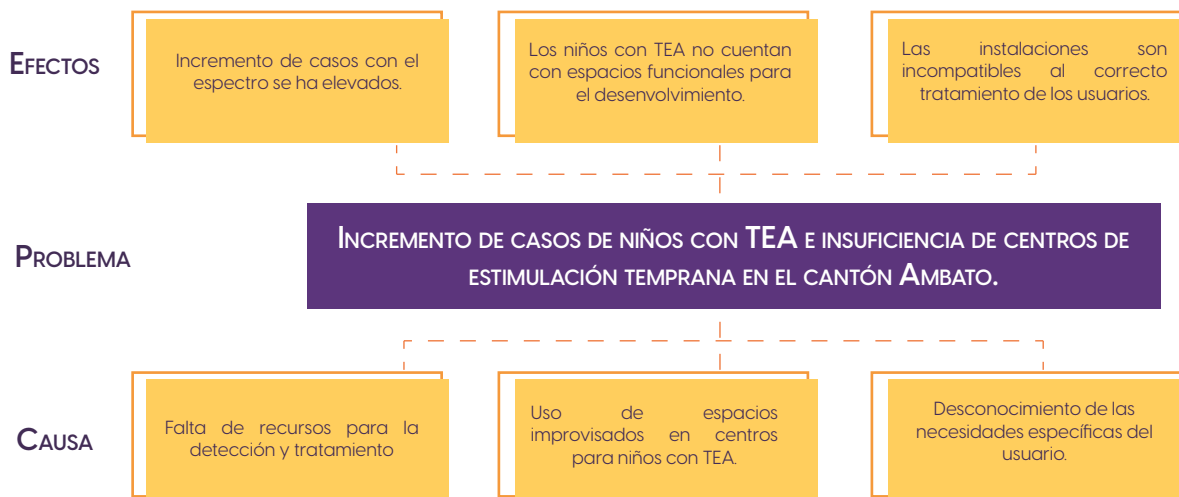 EFECTOS
Incremento de casos con el
espectro se ha elevados.
Los niños con TEA no cuentan
con espacios funcionales para
el desenvolvimiento.
Las instalaciones son
incompatibles al correcto
tratamiento de los usuarios.
PROBLEMA
INCREMENTO DE CASOS DE NIÑOS CON TEA E INSUFICIENCIA DE CENTROS DE
ESTIMULACIÓN TEMPRANA EN EL CANTÓN AMBATO.
CAUSA
Falta de recursos para la
detección y tratamiento
Uso de espacios
improvisados en centros
para niños con TEA.
Desconocimiento de las
necesidades específicas del
usuario.